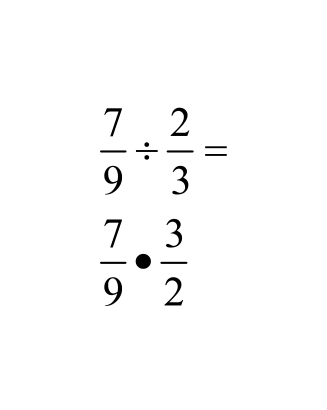 7/9 ÷ 2/3 =
7/9 • 3/2